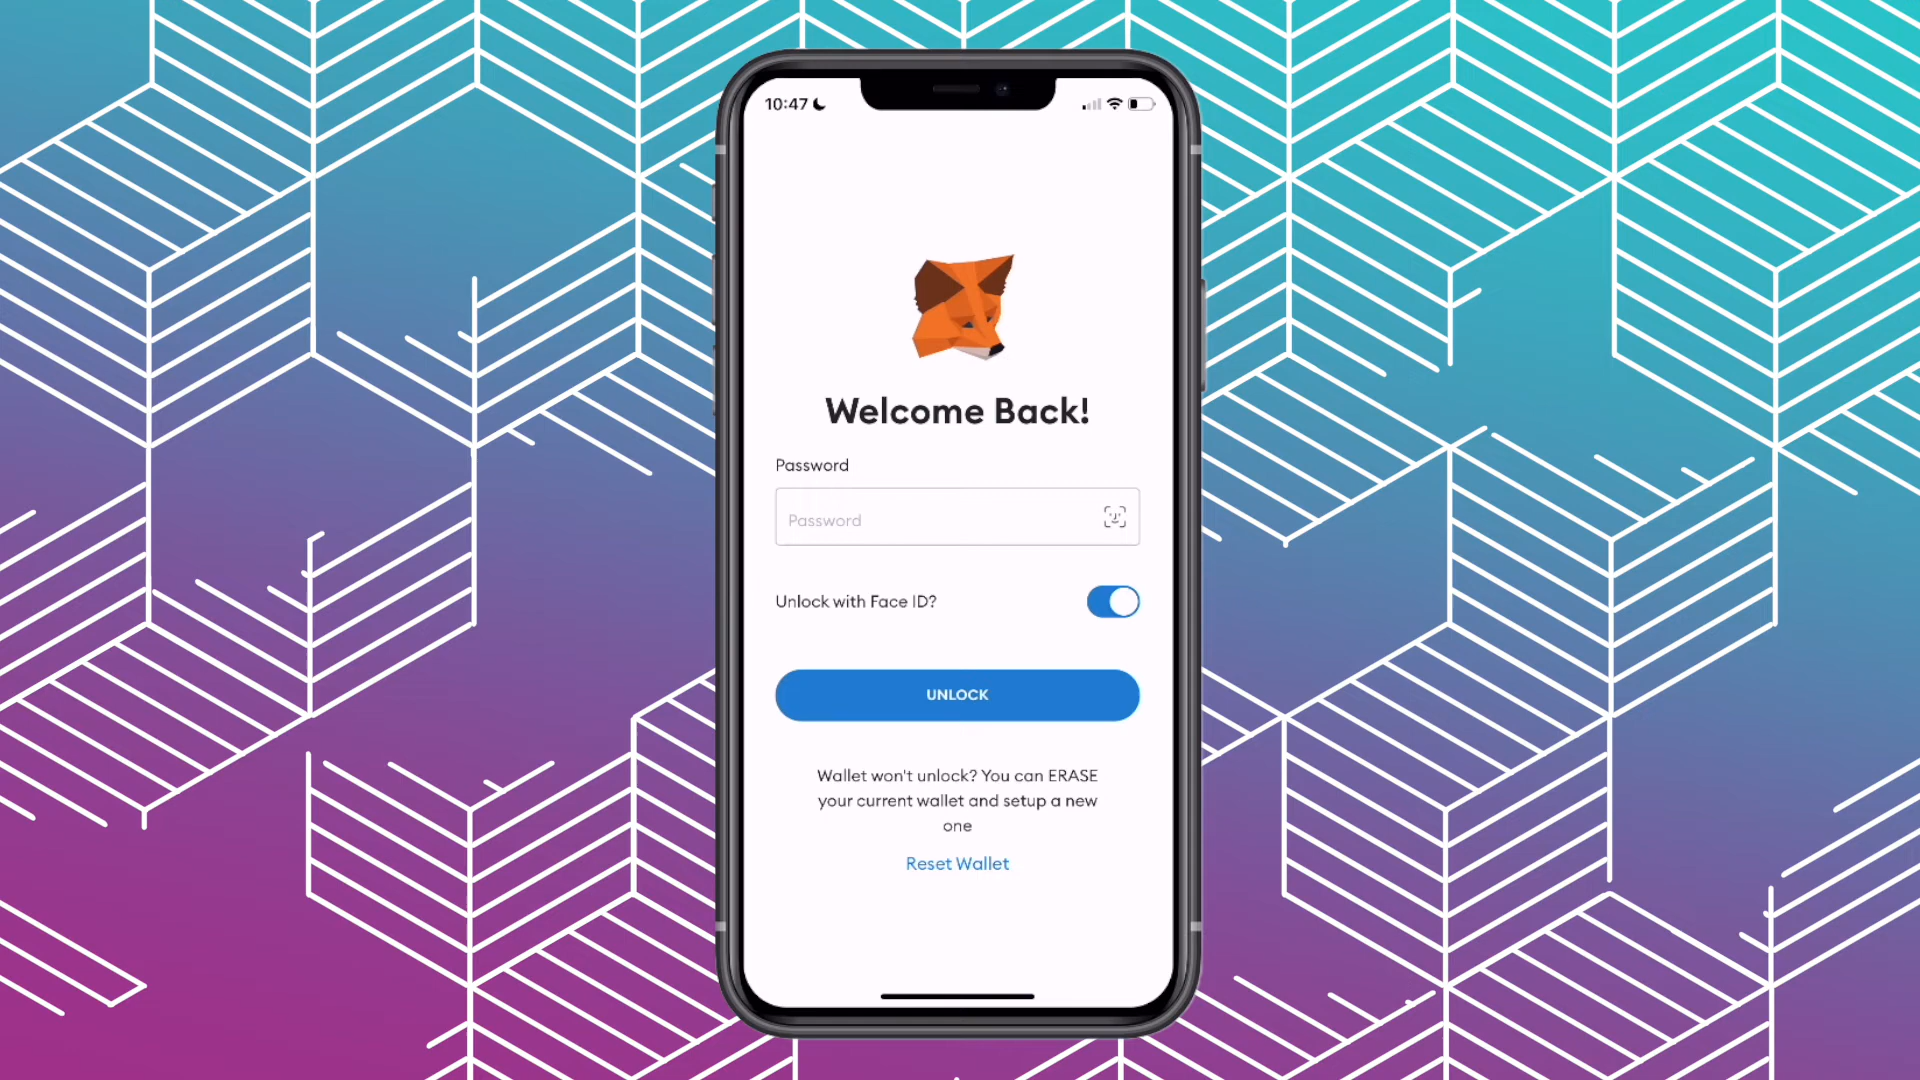 10:47
Welcome Back!
Password
Password
Unlock with Face ID?
UNLOCK
Wallet won't unlock? You can ERASE
your current wallet and setup a new
one
Reset Wallet